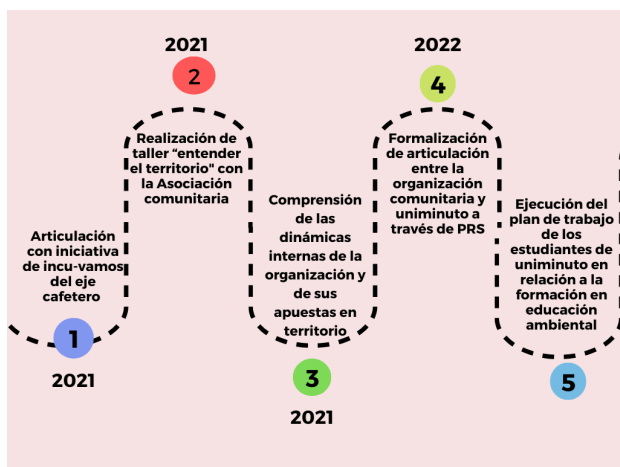 Articulación
con iniciativa
de incu-vamos
del eje
cafetero
1
2021
2021
2
Realización de
taller “entender
el territorio" con
la Asociación
comunitaria
Comprensión
de las
dinámicas
internas de la
organización y
de sus
apuestas en
territorio
3
2021
2022
4
Formalización
de articulación
entre la
organización
comunitaria y
uniminuto a
través de PRS
Ejecución del
plan de trabajo
de los
estudiantes de
uniminuto en
relación a la
formación en
educación
ambiental
5